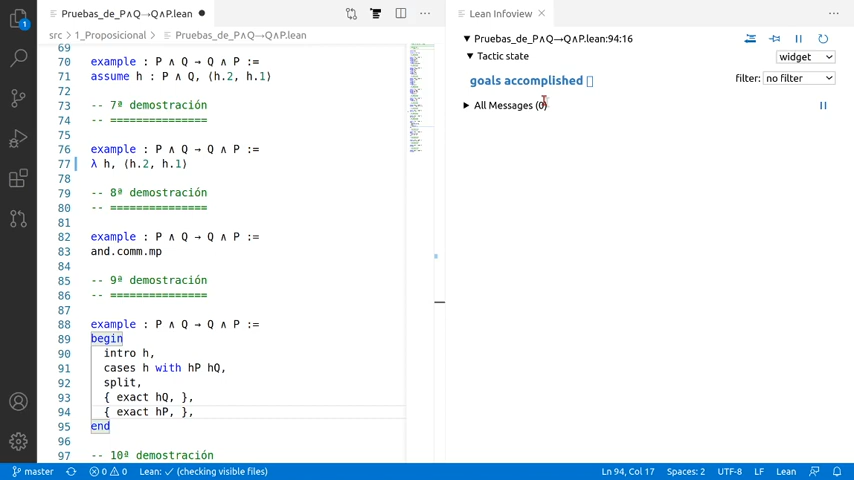 Pruebas_de_P∧Q→Q∧P.lean ●
Lean Infoview ×
src > 1_Proposicional > Pruebas_de_P∧Q→Q∧P.lean
Pruebas_de_P∧Q→Q∧P.lean:94:16
Tactic state
widget
goals accomplished
filter: no filter
All Messages (0)
69
70 example : P ∧ Q → Q ∧ P :=
71 assume h : P ∧ Q, ⟨h.2, h.1⟩
72
73 -- 7ª demostración
74 -- ===============
75
76 example : P ∧ Q → Q ∧ P :=
77 λ h, ⟨h.2, h.1⟩
78
79 -- 8ª demostración
80 -- ===============
81
82 example : P ∧ Q → Q ∧ P :=
83 and.comm.mp
84
85 -- 9ª demostración
86 -- ===============
87
88 example : P ∧ Q → Q ∧ P :=
89 begin
90 intro h,
91 cases h with hP hQ,
92 split,
93 { exact hQ, },
94 { exact hP, },
95 end
96
97 -- 10ª demostración
1
master
0 0
Lean: ✓ (checking visible files)
Ln 94, Col 17
Spaces: 2
UTF-8
LF
Lean